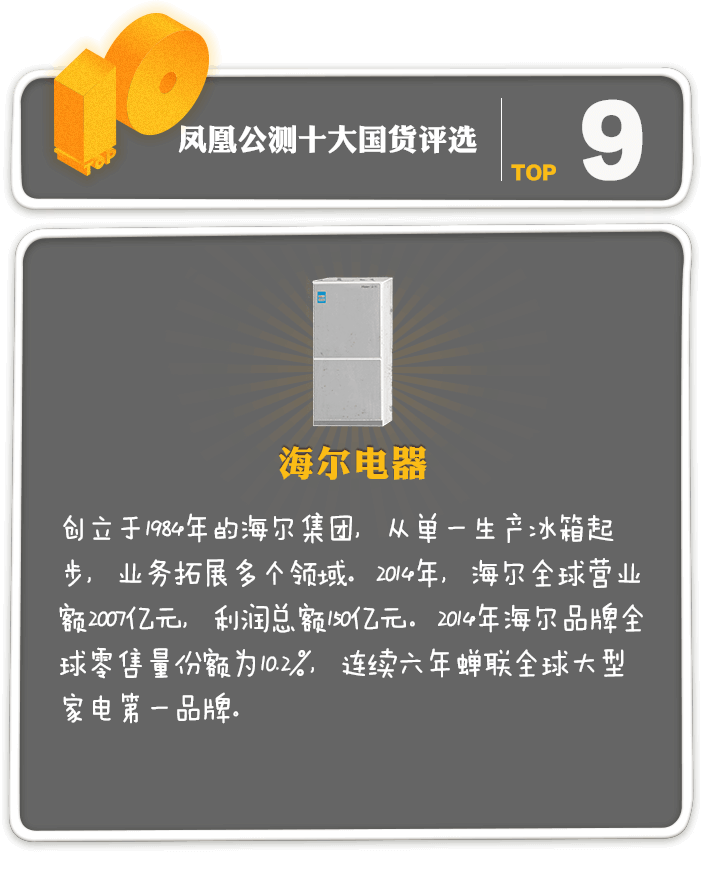 凤凰公测十大国货评选
TOP 9
TOP
海尔电器
创立于1984年的海尔集团，从单一生产冰箱起
步，业务拓展多个领域。2014年，海尔全球营业
额2007亿元，利润总额150亿元。2014年海尔品牌全
球零售量份额为10.2%，连续六年蝉联全球大型
家电第一品牌。